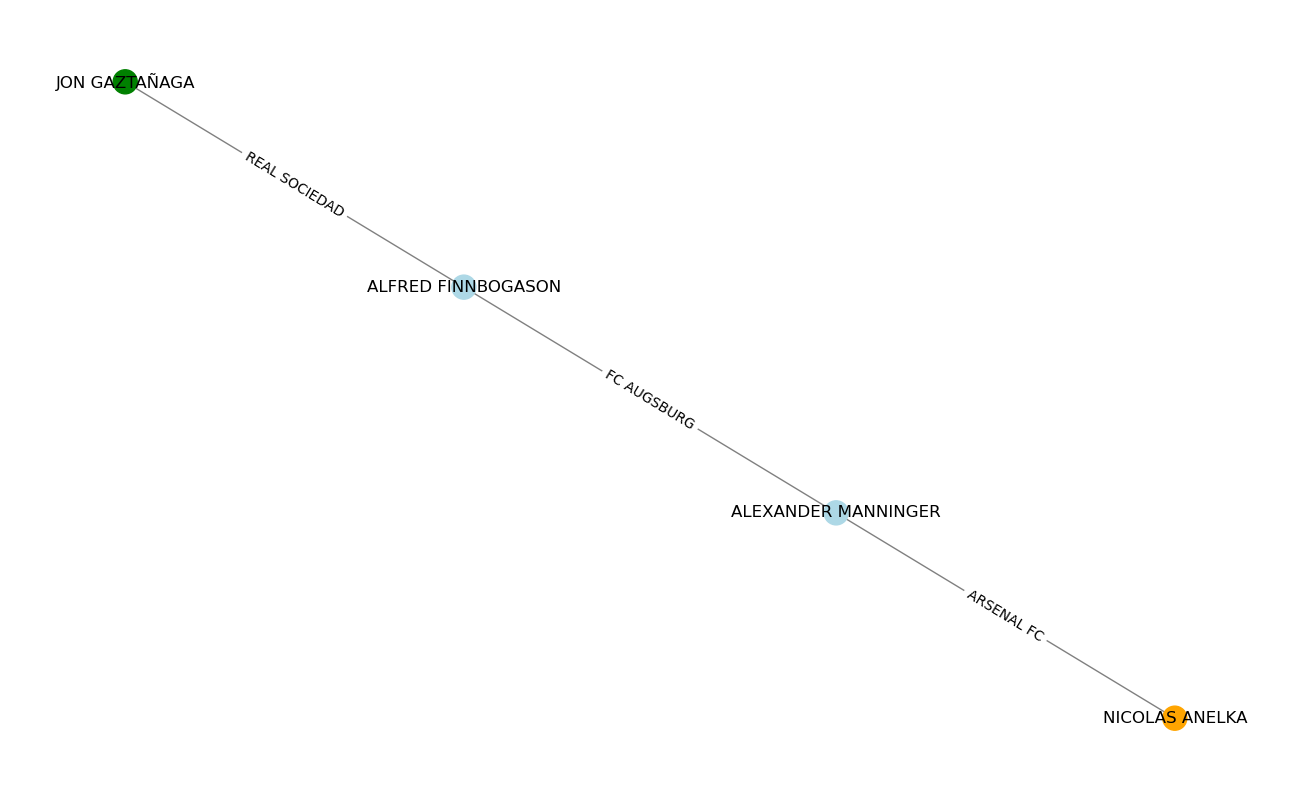 JON GAZTAÑAGA
REAL SOCIEDAD
ALFRED FINNBOGASON
FC AUGSBURG
ALEXANDER MANNINGER
ARSENAL FC
NICOLAS ANELKA